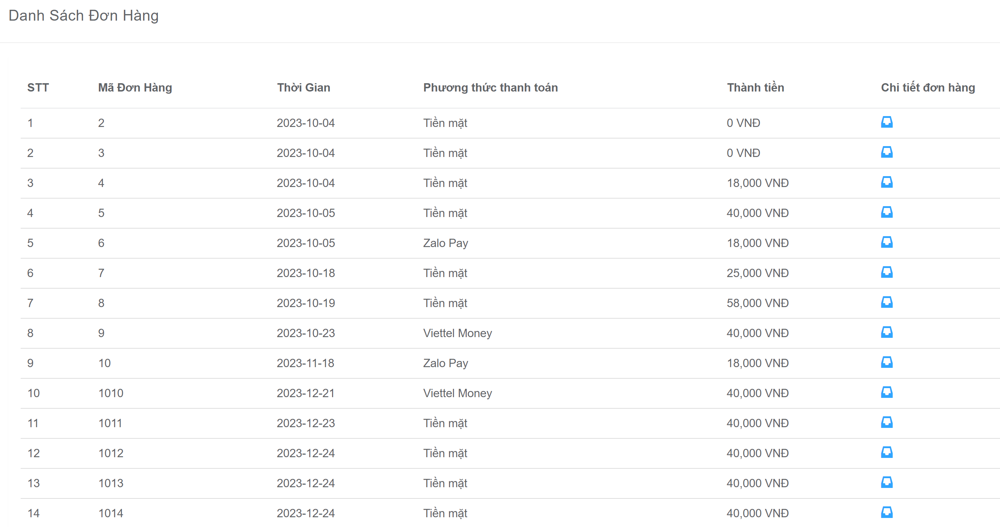 Danh Sách Đơn Hàng
STT Mã Đơn Hàng Thời Gian Phương thức thanh toán Thành tiền Chi tiết đơn hàng
1 2 2023-10-04 Tiền mặt 0 VNĐ
2 3 2023-10-04 Tiền mặt 0 VNĐ
3 4 2023-10-04 Tiền mặt 18,000 VNĐ
4 5 2023-10-05 Tiền mặt 40,000 VNĐ
5 6 2023-10-05 Zalo Pay 18,000 VNĐ
6 7 2023-10-18 Tiền mặt 25,000 VNĐ
7 8 2023-10-19 Tiền mặt 58,000 VNĐ
8 9 2023-10-23 Viettel Money 40,000 VNĐ
9 10 2023-11-18 Zalo Pay 18,000 VNĐ
10 1010 2023-12-21 Viettel Money 40,000 VNĐ
11 1011 2023-12-23 Tiền mặt 40,000 VNĐ
12 1012 2023-12-24 Tiền mặt 40,000 VNĐ
13 1013 2023-12-24 Tiền mặt 40,000 VNĐ
14 1014 2023-12-24 Tiền mặt 40,000 VNĐ